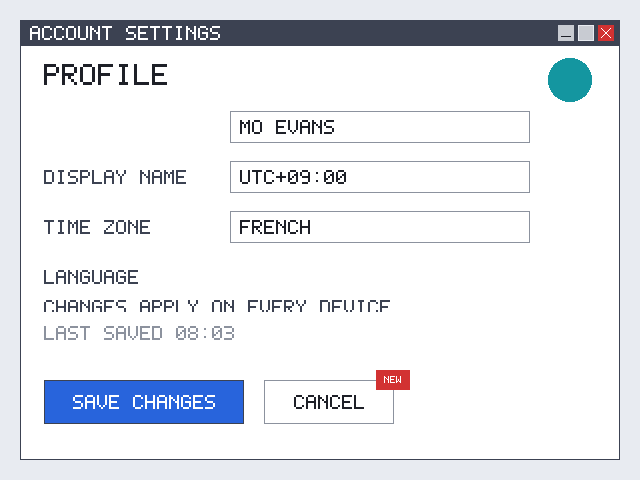 ACCOUNT SETTINGS
PROFILE
MO EVANS
DISPLAY NAME UTC+09:00
TIME ZONE FRENCH
LANGUAGE
CHANGES APPLY ON EVERY DEVICE
LAST SAVED 08:03
NEW
SAVE CHANGES CANCEL